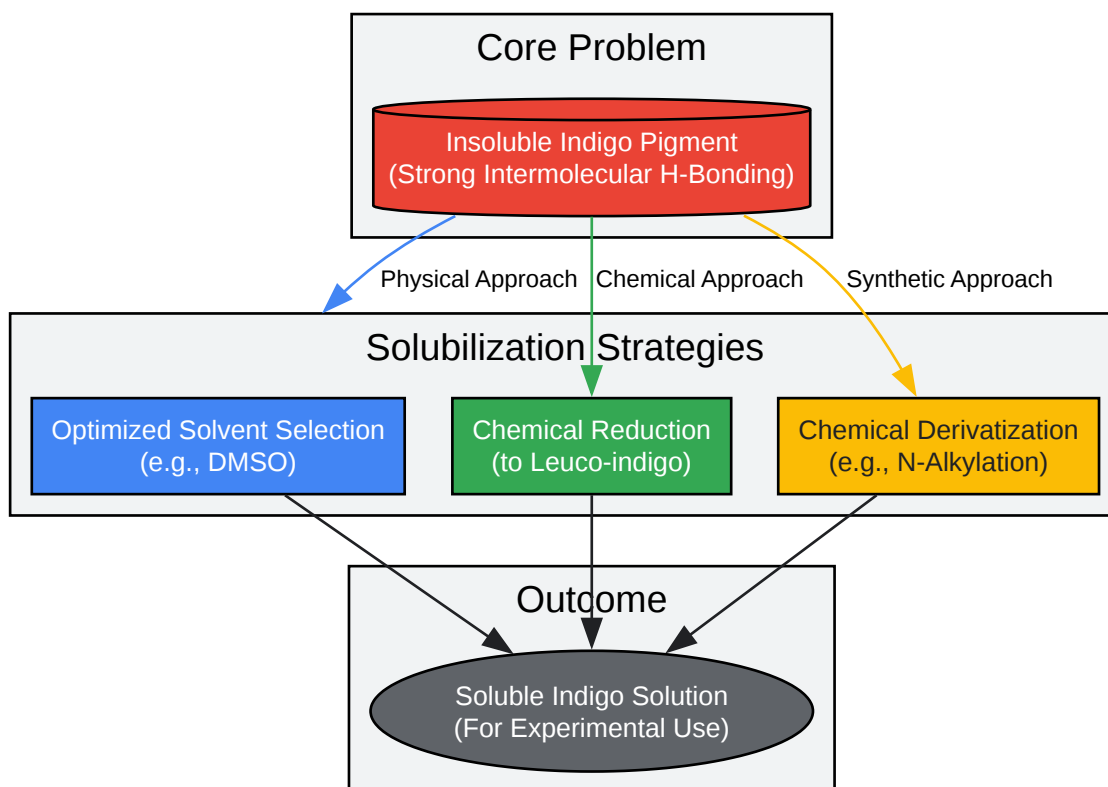 Core Problem
Insoluble Indigo Pigment
(Strong Intermolecular H-Bonding)
Physical Approach
Chemical Approach
Synthetic Approach
Solubilization Strategies
Optimized Solvent Selection
(e.g., DMSO)
Chemical Reduction
(to Leuco-indigo)
Chemical Derivatization
(e.g., N-Alkylation)
Outcome
Soluble Indigo Solution
(For Experimental Use)